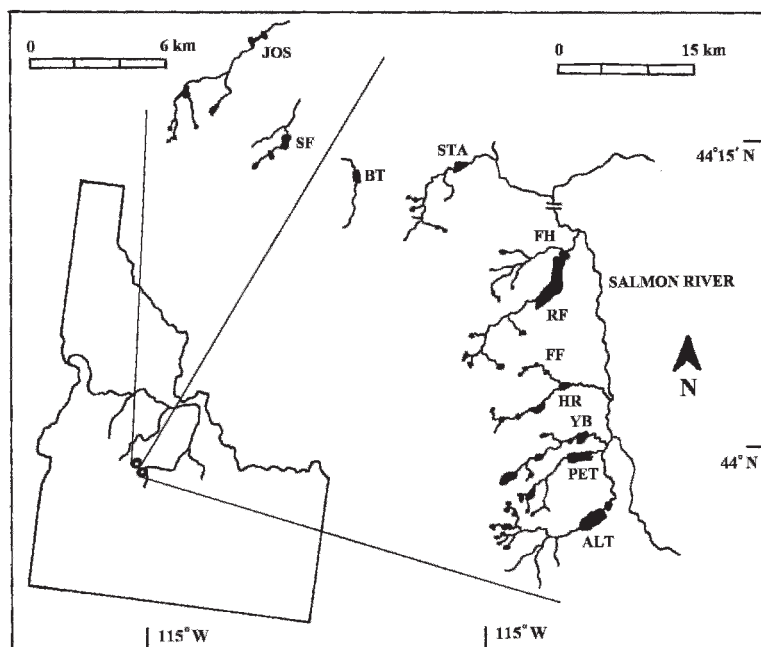 0 6 km
JOS
0 15 km
SF
STA
44°15' N
BT
FH
SALMON RIVER
RF
FF
N
HR
YB
44° N
PET
ALT
115° W
115° W